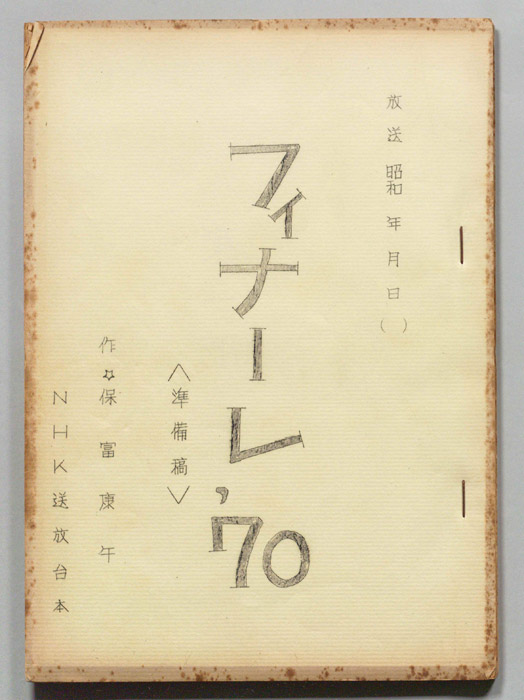 放送 昭和 年 月 日 ( )
フィナーレ '70
〈準備稿〉
作☆保富康午
NHK送放台本